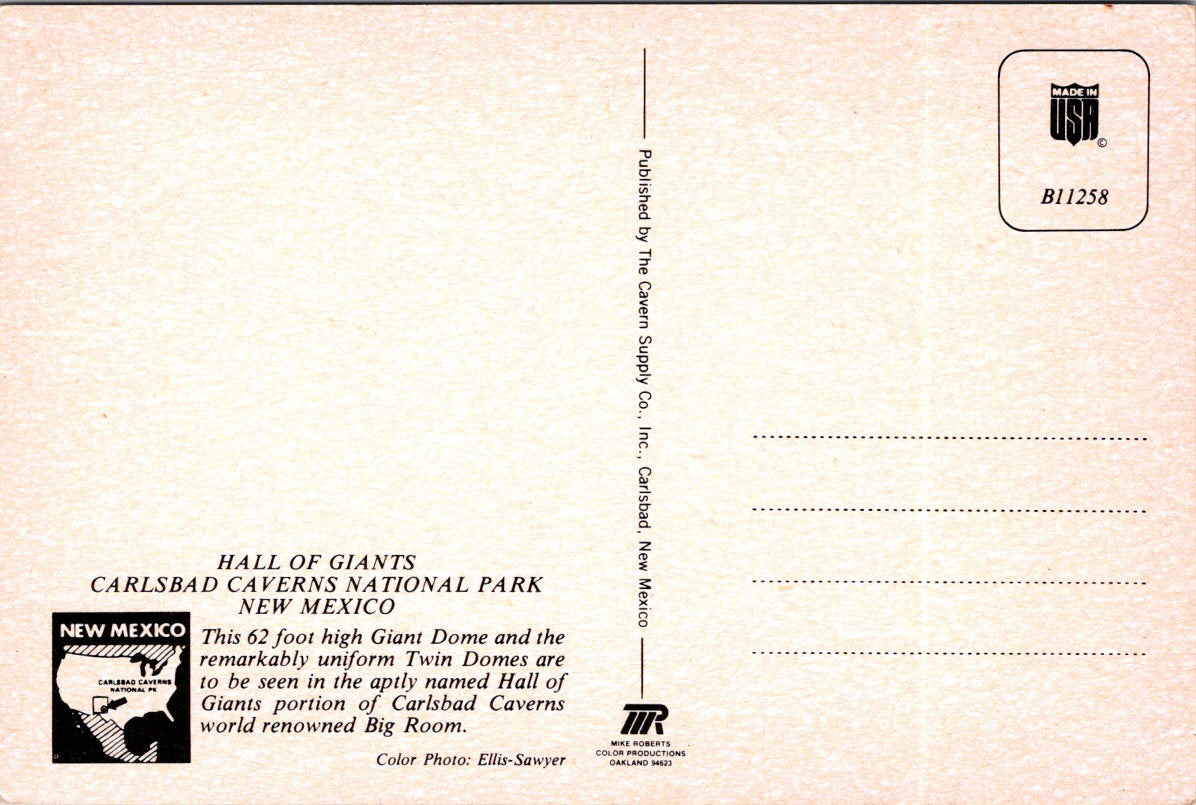 HALL OF GIANTS
CARLSBAD CAVERNS NATIONAL PARK
NEW MEXICO
This 62 foot high Giant Dome and the
remarkably uniform Twin Domes are
to be seen in the aptly named Hall of
Giants portion of Carlsbad Caverns
world renowned Big Room.
Color Photo: Ellis-Sawyer
NEW MEXICO
CARLSBAD CAVERNS
NATIONAL PK
Published by The Cavern Supply Co., Inc., Carlsbad, New Mexico
MR
MIKE ROBERTS
COLOR PRODUCTIONS
OAKLAND 94623
MADE IN
USA
©
B11258